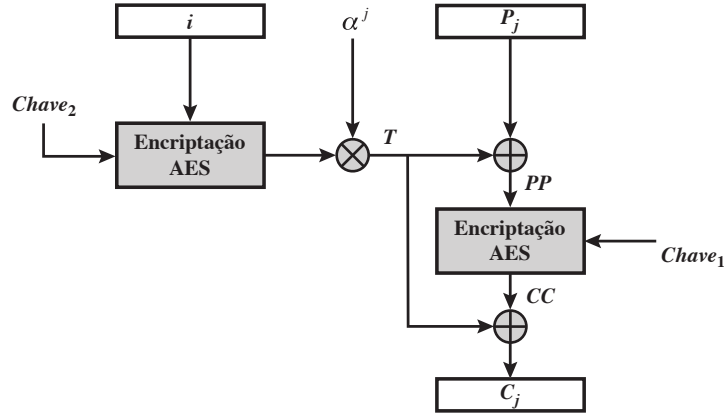 i
α^j
P_j
Chave₂
Encriptação
AES
T
PP
Encriptação
AES
Chave₁
CC
C_j